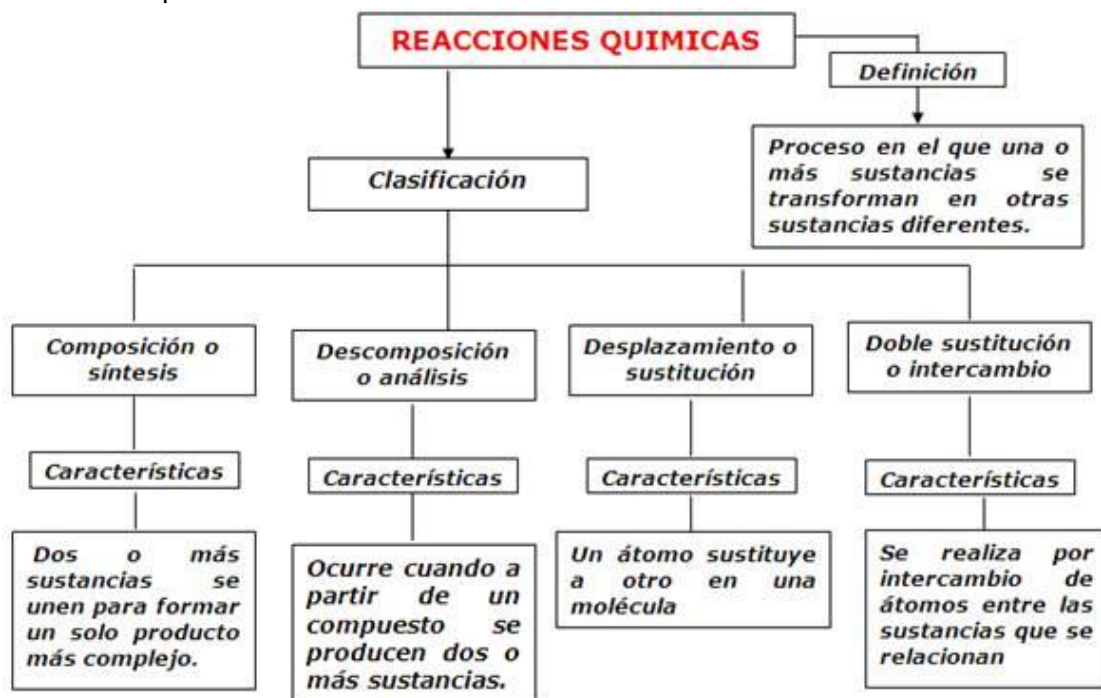 REACCIONES QUIMICAS
Definición
Proceso en el que una o
más sustancias se
transforman en otras
sustancias diferentes.
Clasificación
Composición o
síntesis
Descomposición
o análisis
Desplazamiento o
sustitución
Doble sustitución
o intercambio
Características
Características
Características
Características
Dos o más
sustancias se
unen para formar
un solo producto
más complejo.
Ocurre cuando a
partir de un
compuesto se
producen dos o
más sustancias.
Un átomo sustituye
a otro en una
molécula
Se realiza por
intercambio de
átomos entre las
sustancias que se
relacionan